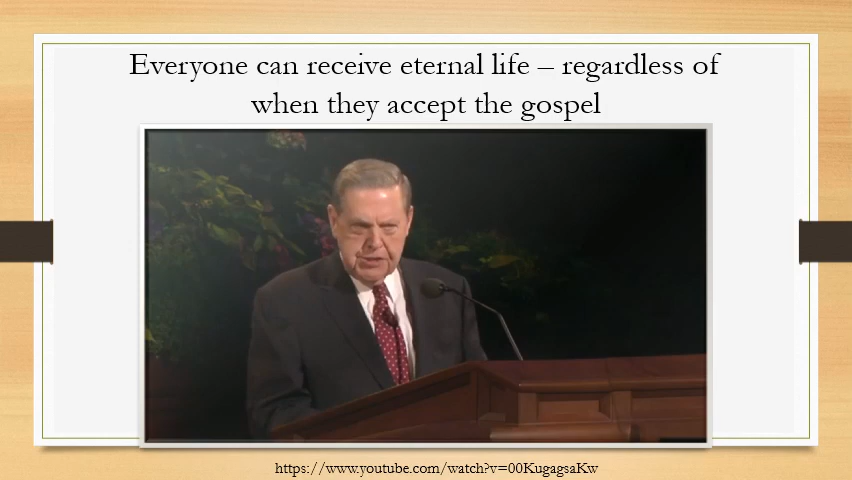 Everyone can receive eternal life – regardless of
when they accept the gospel
https://www.youtube.com/watch?v=00KugagsaKw